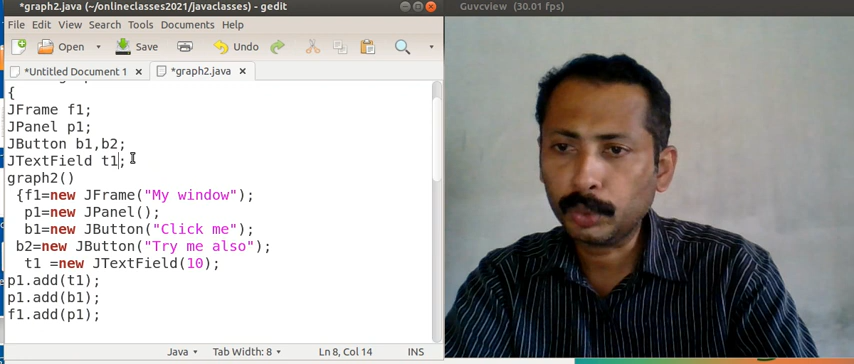 *graph2.java (~/onlineclasses2021/javaclasses) - gedit
Guvcview (30.01 fps)
File Edit View Search Tools Documents Help
Open Save Undo
*Untitled Document 1 × *graph2.java ×
{
JFrame f1;
JPanel p1;
JButton b1,b2;
JTextField t1;
graph2()
{f1=new JFrame("My window");
p1=new JPanel();
b1=new JButton("Click me");
b2=new JButton("Try me also");
t1 =new JTextField(10);
p1.add(t1);
p1.add(b1);
f1.add(p1);
Java Tab Width: 8 Ln 8, Col 14 INS